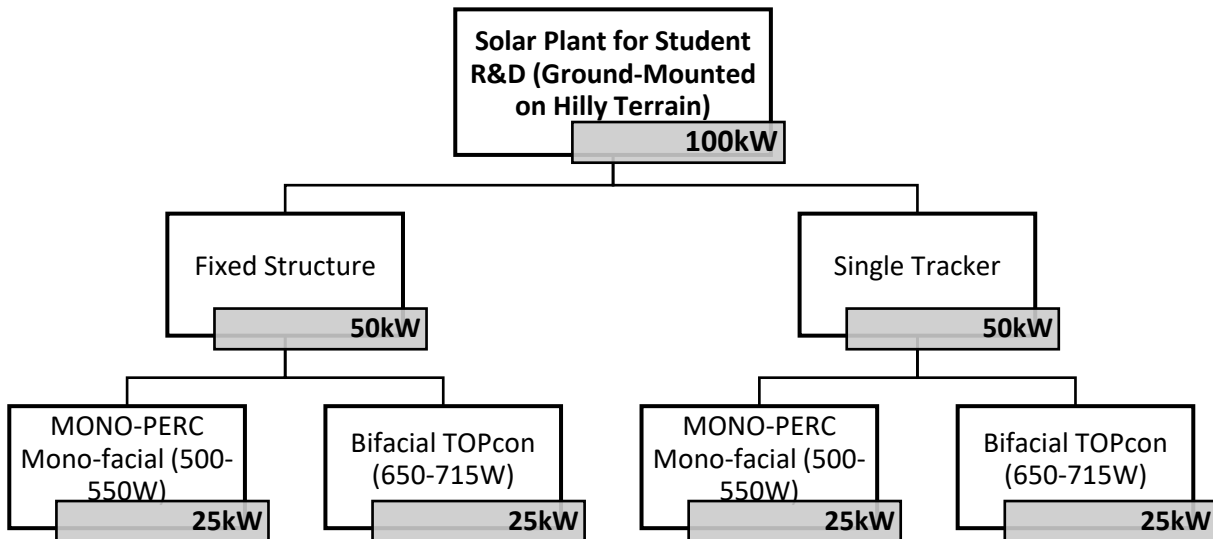 Solar Plant for Student
R&D (Ground-Mounted
on Hilly Terrain)
100kW
Fixed Structure
50kW
Single Tracker
50kW
MONO-PERC
Mono-facial (500-
550W)
25kW
Bifacial TOPcon
(650-715W)
25kW
MONO-PERC
Mono-facial (500-
550W)
25kW
Bifacial TOPcon
(650-715W)
25kW